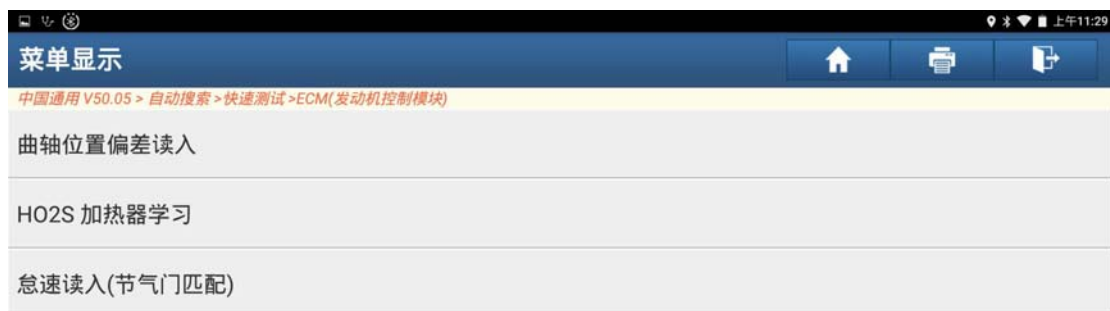 上午11:29
菜单显示
中国通用 V50.05 > 自动搜索 >快速测试 >ECM(发动机控制模块)
曲轴位置偏差读入
HO2S 加热器学习
怠速读入(节气门匹配)